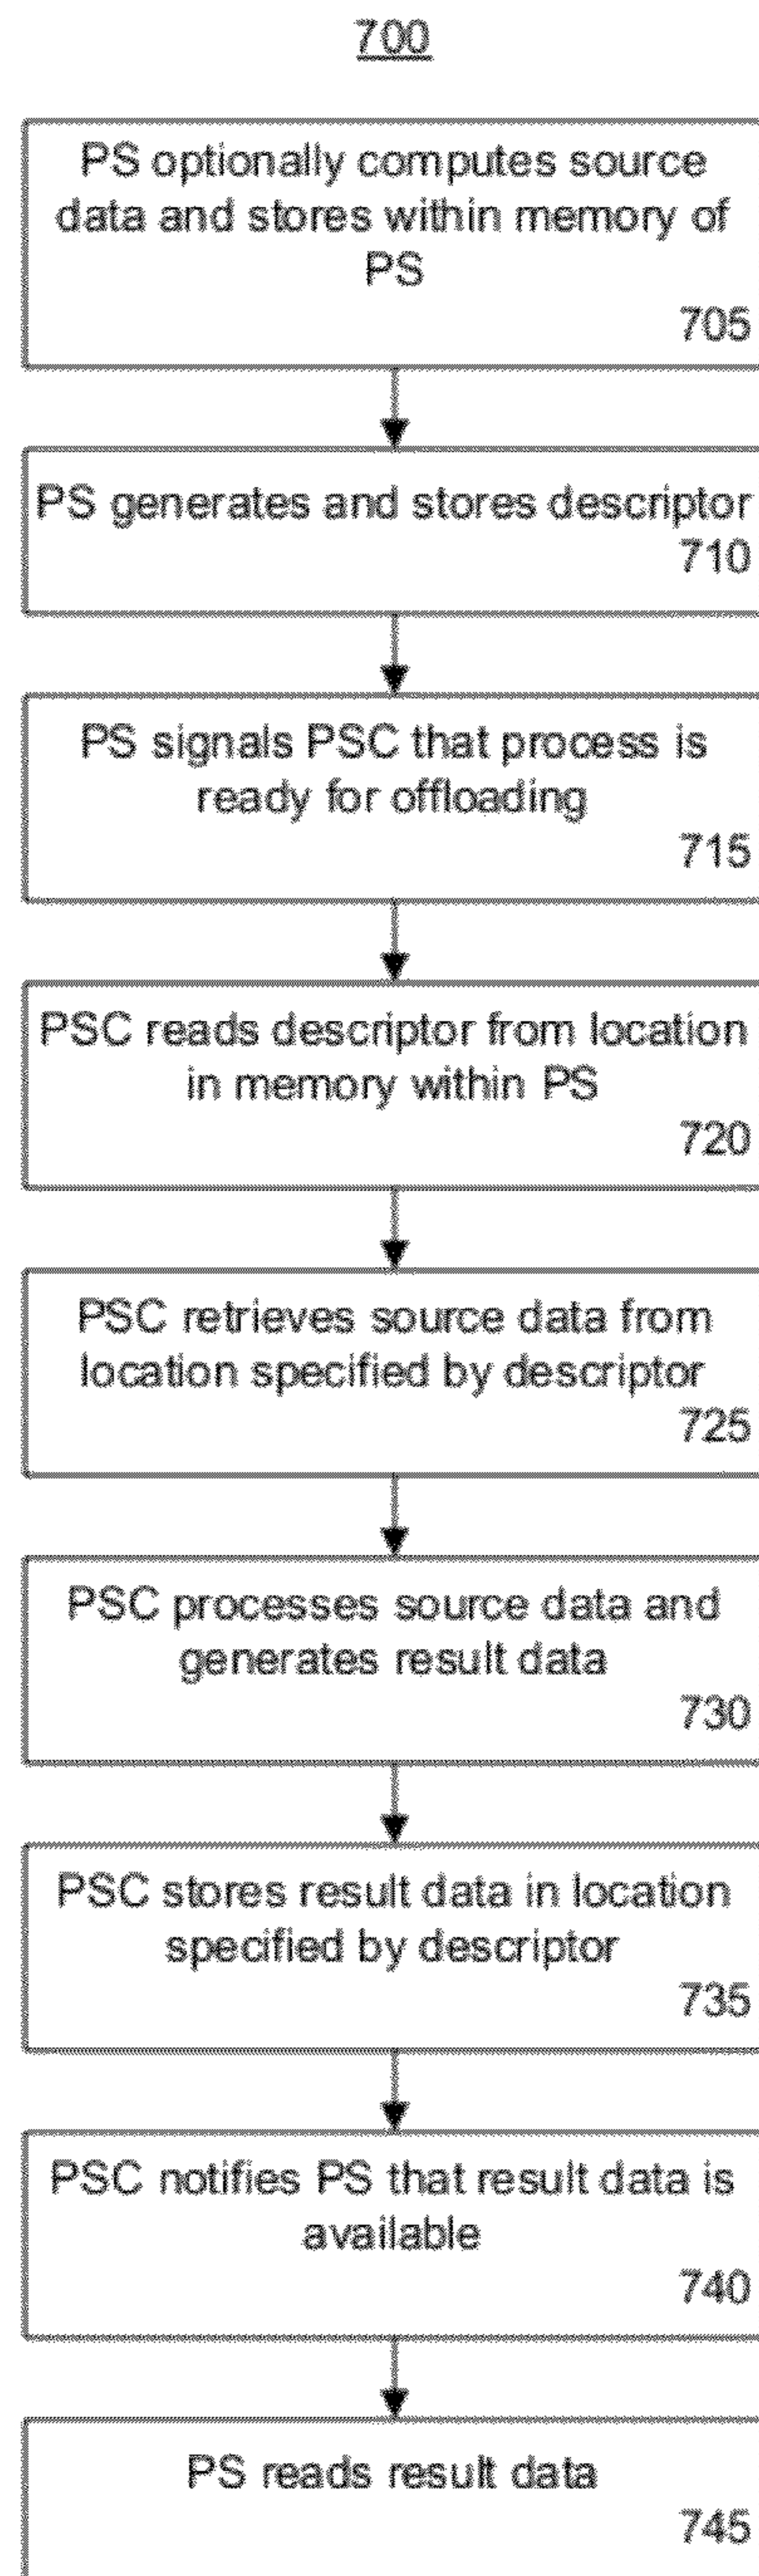 700
PS optionally computes source
data and stores within memory of
PS
705
PS generates and stores descriptor
710
PS signals PSC that process is
ready for offloading
715
PSC reads descriptor from location
in memory within PS
720
PSC retrieves source data from
location specified by descriptor
725
PSC processes source data and
generates result data
730
PSC stores result data in location
specified by descriptor
735
PSC notifies PS that result data is
available
740
PS reads result data
745